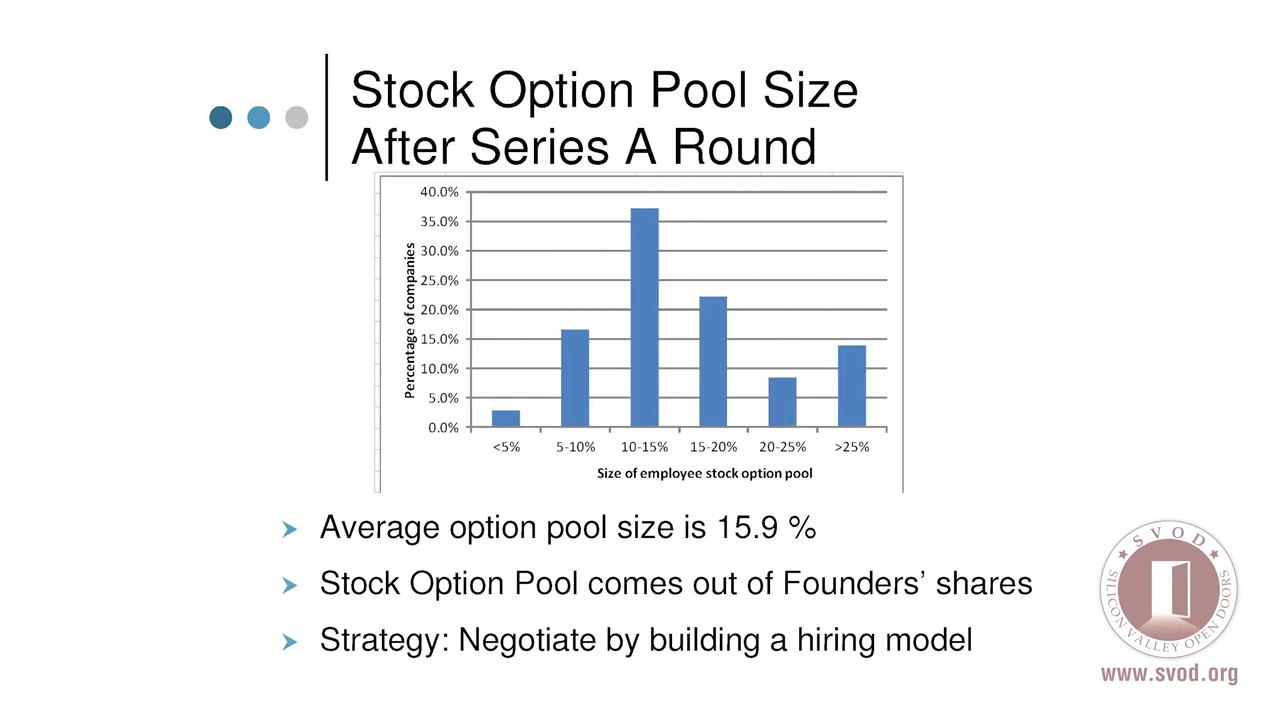 Stock Option Pool Size
After Series A Round
40.0%
35.0%
30.0%
25.0%
20.0%
15.0%
10.0%
5.0%
0.0%
Percentage of companies
<5% 5-10% 10-15% 15-20% 20-25% >25%
Size of employee stock option pool
Average option pool size is 15.9 %
Stock Option Pool comes out of Founders’ shares
Strategy: Negotiate by building a hiring model
SVOD
SILICON VALLEY OPEN DOORS
www.svod.org